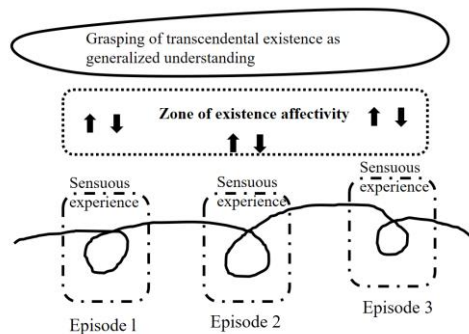 Grasping of transcendental existence as
generalized understanding
Zone of existence affectivity
Sensuous
experience
Sensuous
experience
Sensuous
experience
Episode 1
Episode 2
Episode 3